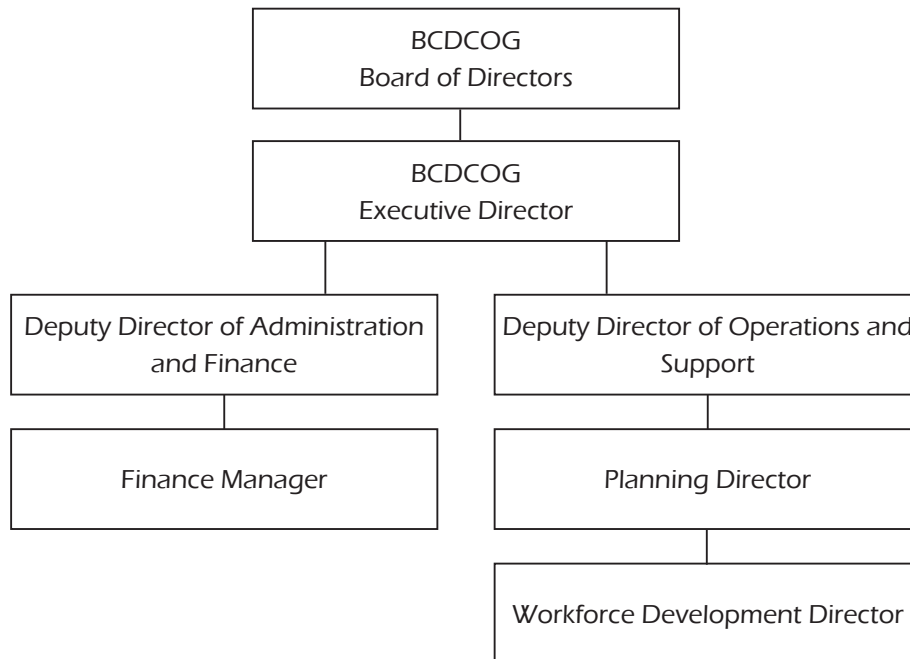 BCDCOG
Board of Directors
BCDCOG
Executive Director
Deputy Director of Administration
and Finance
Deputy Director of Operations and
Support
Finance Manager
Planning Director
Workforce Development Director